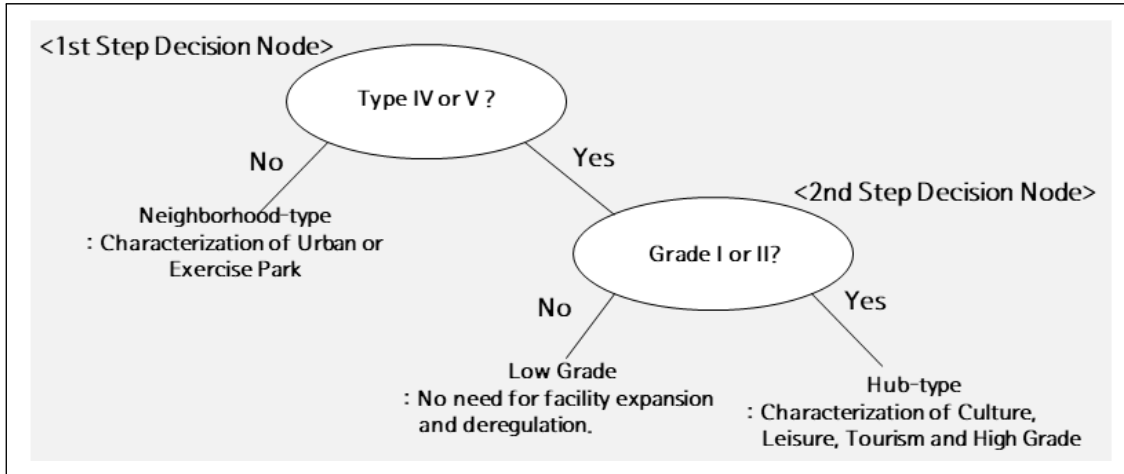 <1st Step Decision Node>
Type IV or V ?
No
Yes
Neighborhood-type
: Characterization of Urban or
Exercise Park
<2nd Step Decision Node>
Grade I or II?
No
Yes
Low Grade
: No need for facility expansion
and deregulation.
Hub-type
: Characterization of Culture,
Leisure, Tourism and High Grade